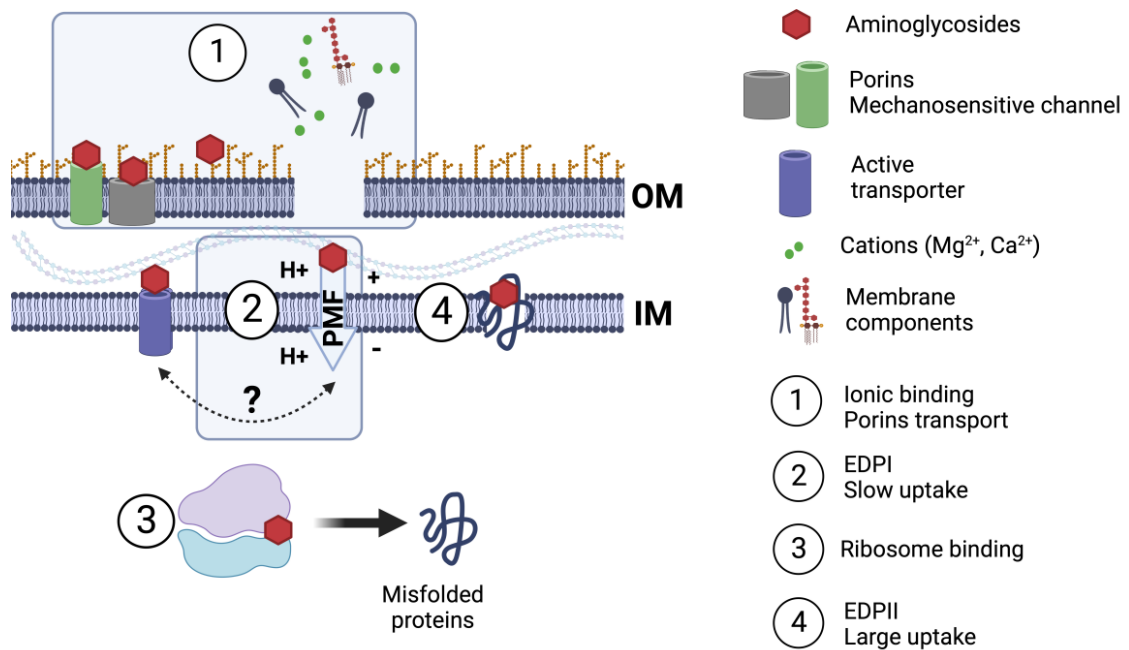 1
OM
H+
+
2
PMF
4
IM
H+
-
?
3
Misfolded
proteins
Aminoglycosides
Porins
Mechanosensitive channel
Active
transporter
Cations (Mg²⁺, Ca²⁺)
Membrane
components
1
Ionic binding
Porins transport
2
EDPI
Slow uptake
3
Ribosome binding
4
EDPII
Large uptake